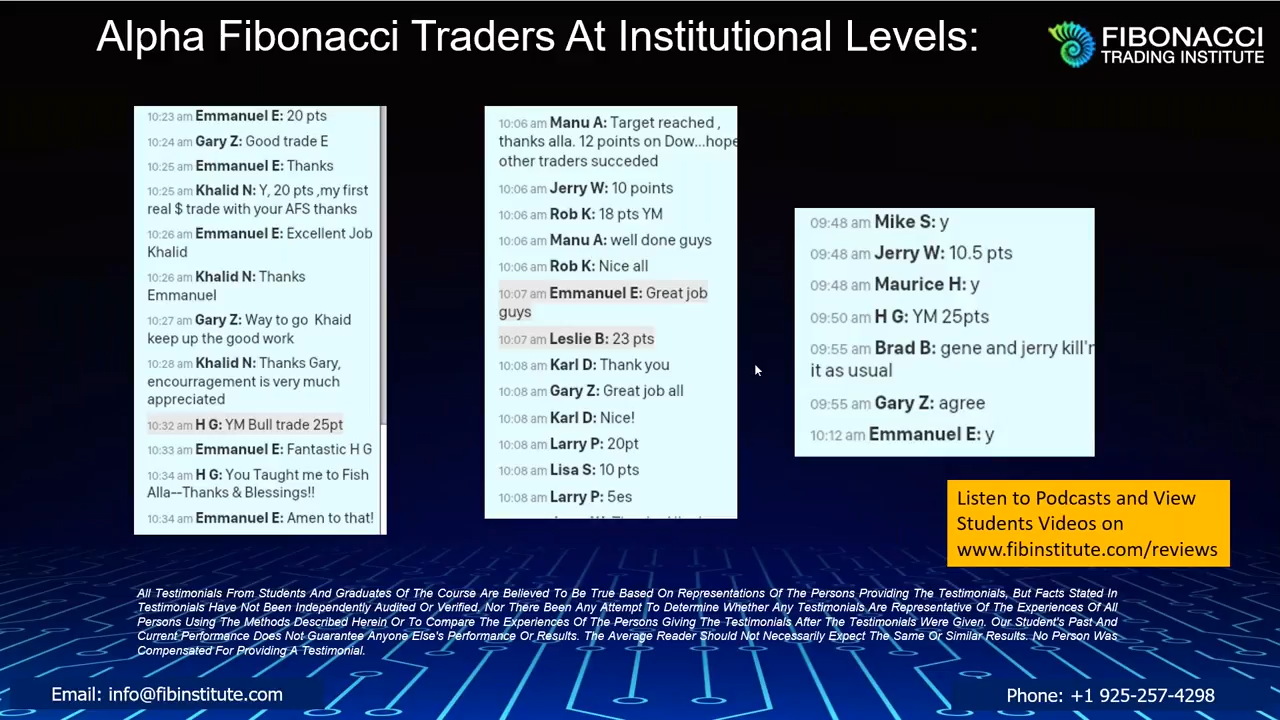 Alpha Fibonacci Traders At Institutional Levels:
FIBONACCI
TRADING INSTITUTE
10:23 am Emmanuel E: 20 pts
10:24 am Gary Z: Good trade E
10:25 am Emmanuel E: Thanks
10:25 am Khalid N: Y, 20 pts ,my first
real $ trade with your AFS thanks
10:26 am Emmanuel E: Excellent Job
Khalid
10:26 am Khalid N: Thanks
Emmanuel
10:27 am Gary Z: Way to go Khaid
keep up the good work
10:28 am Khalid N: Thanks Gary,
encourragement is very much
appreciated
10:32 am H G: YM Bull trade 25pt
10:33 am Emmanuel E: Fantastic H G
10:34 am H G: You Taught me to Fish
Alla--Thanks & Blessings!!
10:34 am Emmanuel E: Amen to that!
10:06 am Manu A: Target reached ,
thanks alla. 12 points on Dow...hope
other traders succeded
10:06 am Jerry W: 10 points
10:06 am Rob K: 18 pts YM
10:06 am Manu A: well done guys
10:06 am Rob K: Nice all
10:07 am Emmanuel E: Great job
guys
10:07 am Leslie B: 23 pts
10:08 am Karl D: Thank you
10:08 am Gary Z: Great job all
10:08 am Karl D: Nice!
10:08 am Larry P: 20pt
10:08 am Lisa S: 10 pts
10:08 am Larry P: 5es
09:48 am Mike S: y
09:48 am Jerry W: 10.5 pts
09:48 am Maurice H: y
09:50 am H G: YM 25pts
09:55 am Brad B: gene and jerry kill'n
it as usual
09:55 am Gary Z: agree
10:12 am Emmanuel E: y
Listen to Podcasts and View
Students Videos on
www.fibinstitute.com/reviews
All Testimonials From Students And Graduates Of The Course Are Believed To Be True Based On Representations Of The Persons Providing The Testimonials, But Facts Stated In
Testimonials Have Not Been Independently Audited Or Verified, Nor There Been Any Attempt To Determine Whether Any Testimonials Are Representative Of The Experiences Of All
Persons Using The Methods Described Herein Or To Compare The Experiences Of The Persons Giving The Testimonials After The Testimonials Were Given. Our Student's Past And
Current Performance Does Not Guarantee Anyone Else's Performance Or Results. The Average Reader Should Not Necessarily Expect The Same Or Similar Results. No Person Was
Compensated For Providing A Testimonial.
Email: info@fibinstitute.com
Phone: +1 925-257-4298